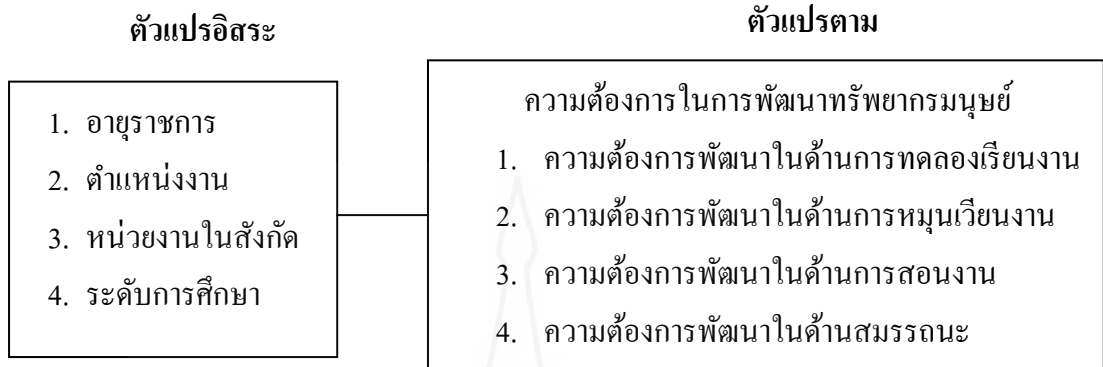 ตัวแปรอิสระ
1. อายุราชการ
2. ตำแหน่งงาน
3. หน่วยงานในสังกัด
4. ระดับการศึกษา
ตัวแปรตาม
ความต้องการในการพัฒนาทรัพยากรมนุษย์
1. ความต้องการพัฒนาในด้านการทดลองเรียนงาน
2. ความต้องการพัฒนาในด้านการหมุนเวียนงาน
3. ความต้องการพัฒนาในด้านการสอนงาน
4. ความต้องการพัฒนาในด้านสมรรถนะ